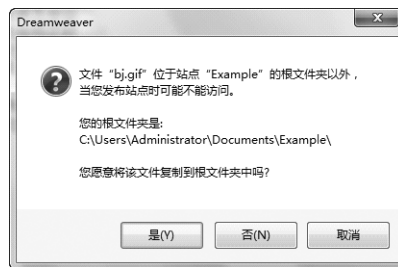 Dreamweaver
文件“bj.gif”位于站点“Example”的根文件夹以外，
当您发布站点时可能不能访问。
您的根文件夹是:
C:\Users\Administrator\Documents\Example\
您愿意将该文件复制到根文件夹中吗?
是(Y)
否(N)
取消